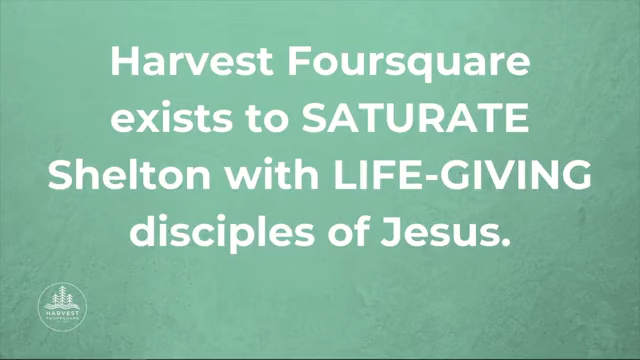 Harvest Foursquare
exists to SATURATE
Shelton with LIFE-GIVING
disciples of Jesus.
HARVEST
FOURSQUARE